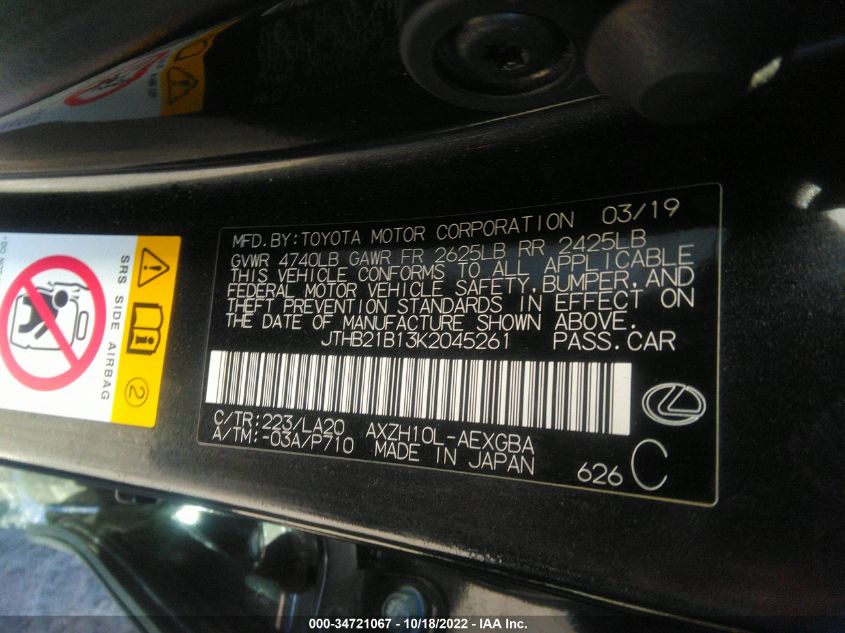 MFD. BY: TOYOTA MOTOR CORPORATION 03/19
GVWR 4740LB GAWR FR 2625LB RR 2425LB
THIS VEHICLE CONFORMS TO ALL APPLICABLE
FEDERAL MOTOR VEHICLE SAFETY, BUMPER, AND
THEFT PREVENTION STANDARDS IN EFFECT ON
THE DATE OF MANUFACTURE SHOWN ABOVE.
JTHB21B13K2045261 PASS. CAR
C/TR: 223/LA20 AXZH10L-AEXGBA
A/TM: -03A/P710 MADE IN JAPAN
626 C
SRS SIDE AIRBAG
2
000-34721067 - 10/18/2022 - IAA Inc.